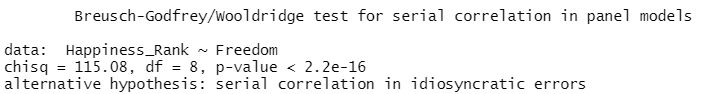 Breusch-Godfrey/Wooldridge test for serial correlation in panel models
data: Happiness_Rank ~ Freedom
chisq = 115.08, df = 8, p-value < 2.2e-16
alternative hypothesis: serial correlation in idiosyncratic errors